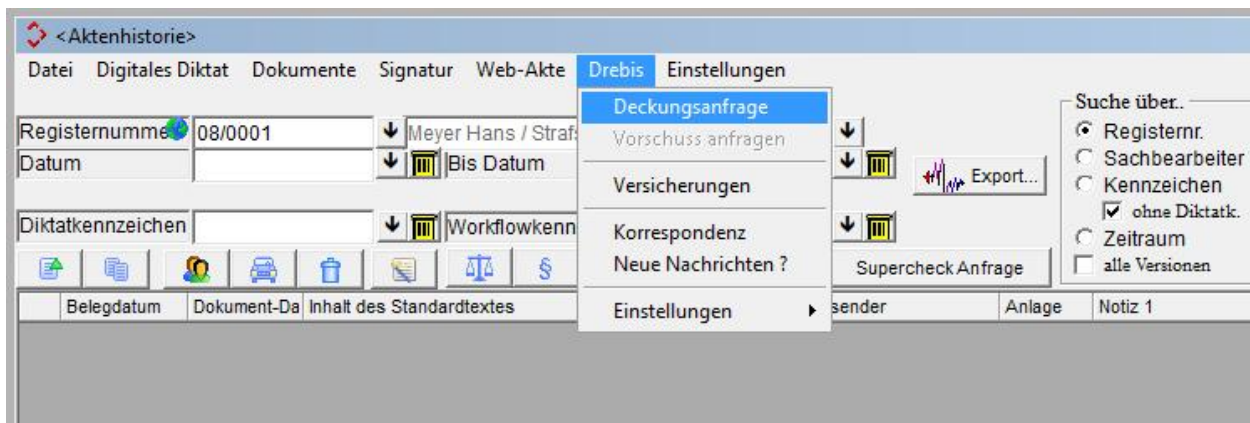 <Aktenhistorie>
Datei Digitales Diktat Dokumente Signatur Web-Akte Drebis Einstellungen
Deckungsanfrage
Vorschuss anfragen
Versicherungen
Korrespondenz
Neue Nachrichten ?
Einstellungen
Registernumme 08/0001 Meyer Hans / Straf
Datum Bis Datum
Export...
Diktatkennzeichen Workflowkenn
§ Supercheck Anfrage
Suche über..
Registernr.
Sachbearbeiter
Kennzeichen
ohne Diktatk.
Zeitraum
alle Versionen
Belegdatum Dokument-Da Inhalt des Standardtextes sender Anlage Notiz 1